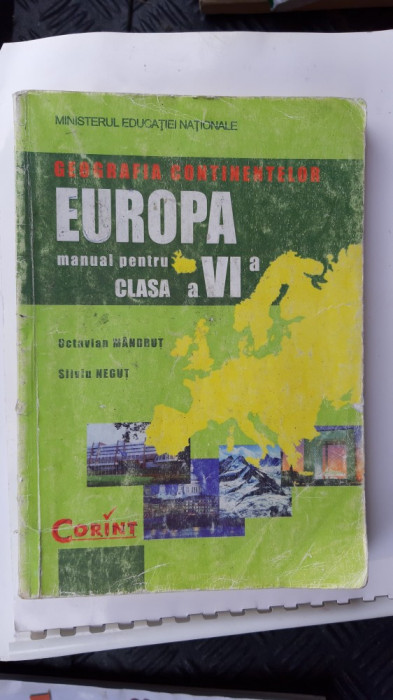 MINISTERUL EDUCAȚIEI NAȚIONALE
GEOGRAFIA CONTINENTELOR
EUROPA
manual pentru
CLASA a VI a
Octavian MÂNDRUȚ
Silviu NEGUȚ
CORINT